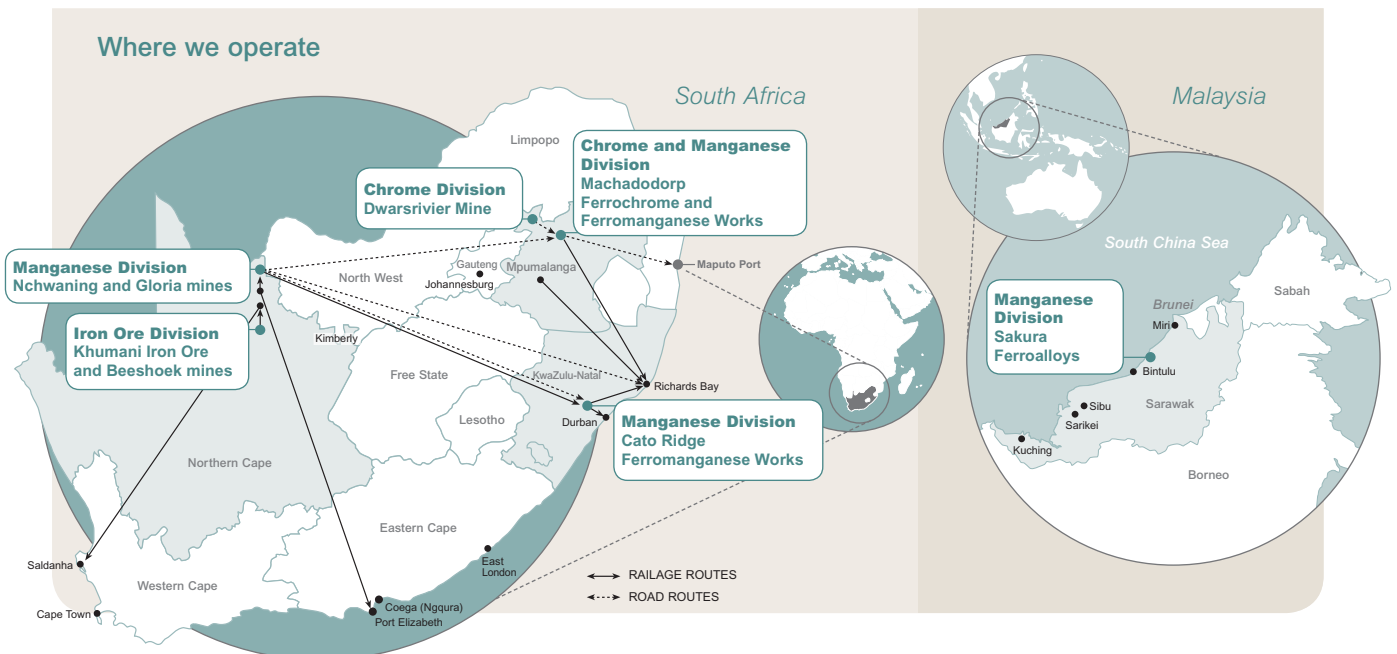 Where we operate
South Africa
Malaysia
Limpopo
Chrome and Manganese
Division
Machadodorp
Ferrochrome and
Ferromanganese Works
Chrome Division
Dwarsrivier Mine
Manganese Division
Nchwaning and Gloria mines
Iron Ore Division
Khumani Iron Ore
and Beeshoek mines
North West
Gauteng
Johannesburg
Mpumalanga
Maputo Port
Kimberly
Free State
KwaZulu-Natal
Richards Bay
Lesotho
Durban
Manganese Division
Cato Ridge
Ferromanganese Works
Northern Cape
Eastern Cape
East
London
Saldanha
Western Cape
Cape Town
Coega (Ngqura)
Port Elizabeth
RAILAGE ROUTES
ROAD ROUTES
South China Sea
Manganese
Division
Sakura
Ferroalloys
Brunei
Sabah
Miri
Bintulu
Sibu
Sarawak
Sarikei
Kuching
Borneo